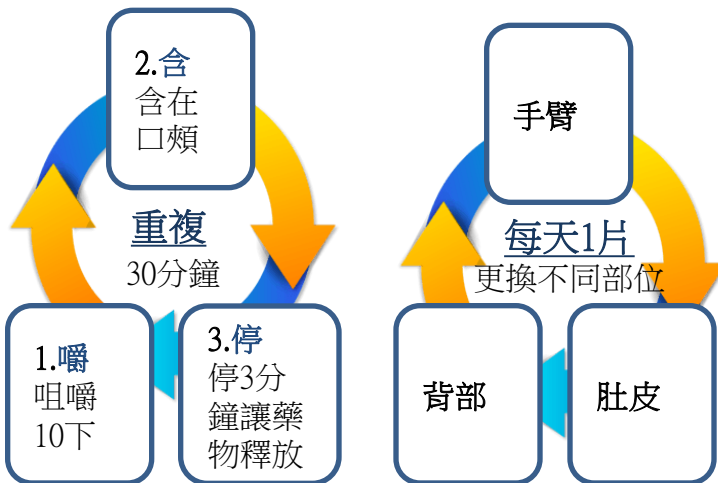 2.含
含在
口頰
重複
30分鐘
1.嚼
咀嚼
10下
3.停
停3分
鐘讓藥
物釋放
手臂
每天1片
更換不同部位
背部
肚皮